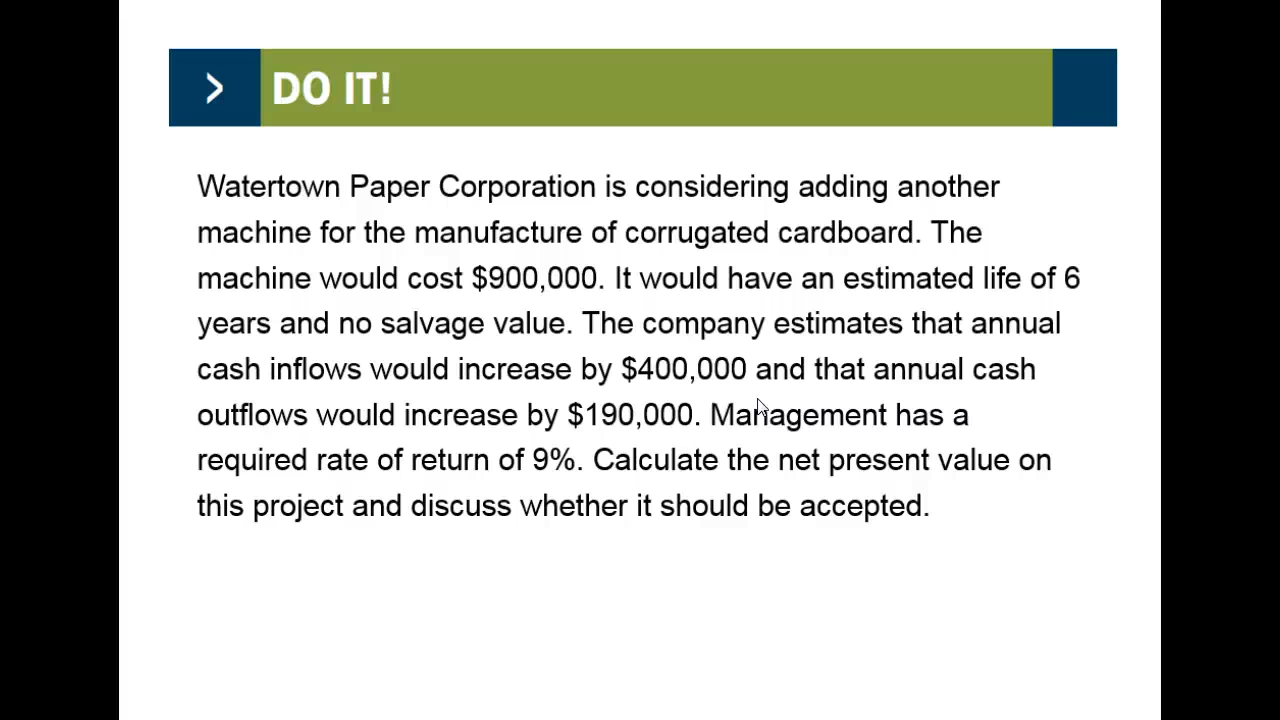 > DO IT!
Watertown Paper Corporation is considering adding another
machine for the manufacture of corrugated cardboard. The
machine would cost $900,000. It would have an estimated life of 6
years and no salvage value. The company estimates that annual
cash inflows would increase by $400,000 and that annual cash
outflows would increase by $190,000. Management has a
required rate of return of 9%. Calculate the net present value on
this project and discuss whether it should be accepted.